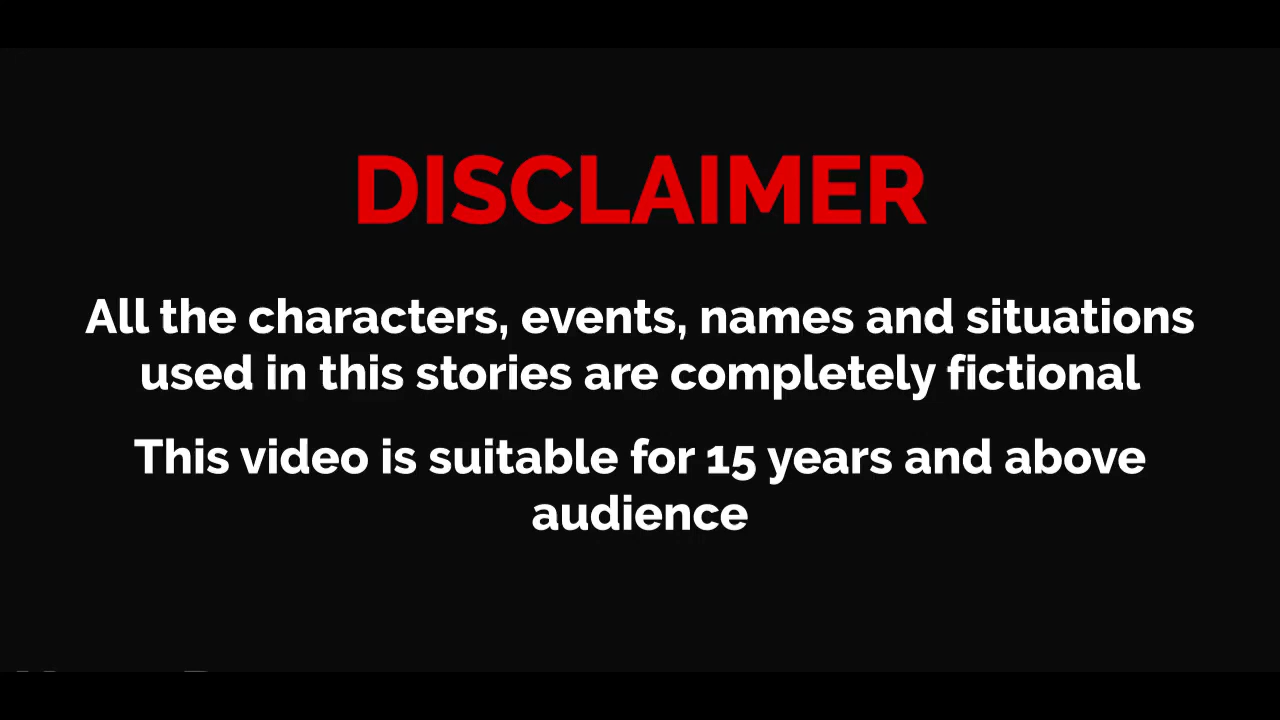 DISCLAIMER
All the characters, events, names and situations
used in this stories are completely fictional
This video is suitable for 15 years and above
audience